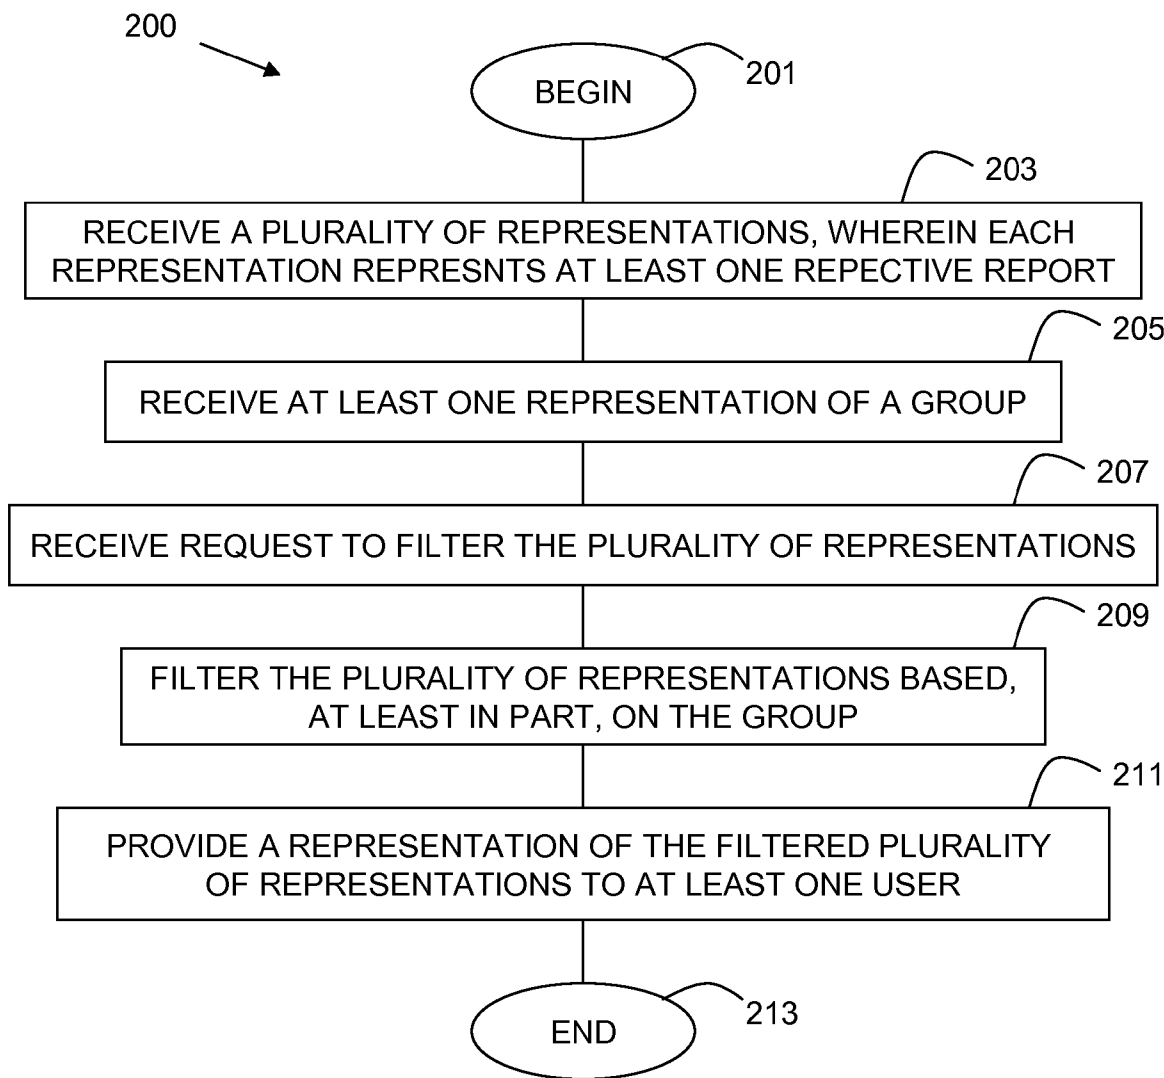 200
BEGIN
201
203
RECEIVE A PLURALITY OF REPRESENTATIONS, WHEREIN EACH
REPRESENTATION REPRESNTS AT LEAST ONE REPECTIVE REPORT
205
RECEIVE AT LEAST ONE REPRESENTATION OF A GROUP
207
RECEIVE REQUEST TO FILTER THE PLURALITY OF REPRESENTATIONS
209
FILTER THE PLURALITY OF REPRESENTATIONS BASED,
AT LEAST IN PART, ON THE GROUP
211
PROVIDE A REPRESENTATION OF THE FILTERED PLURALITY
OF REPRESENTATIONS TO AT LEAST ONE USER
END
213